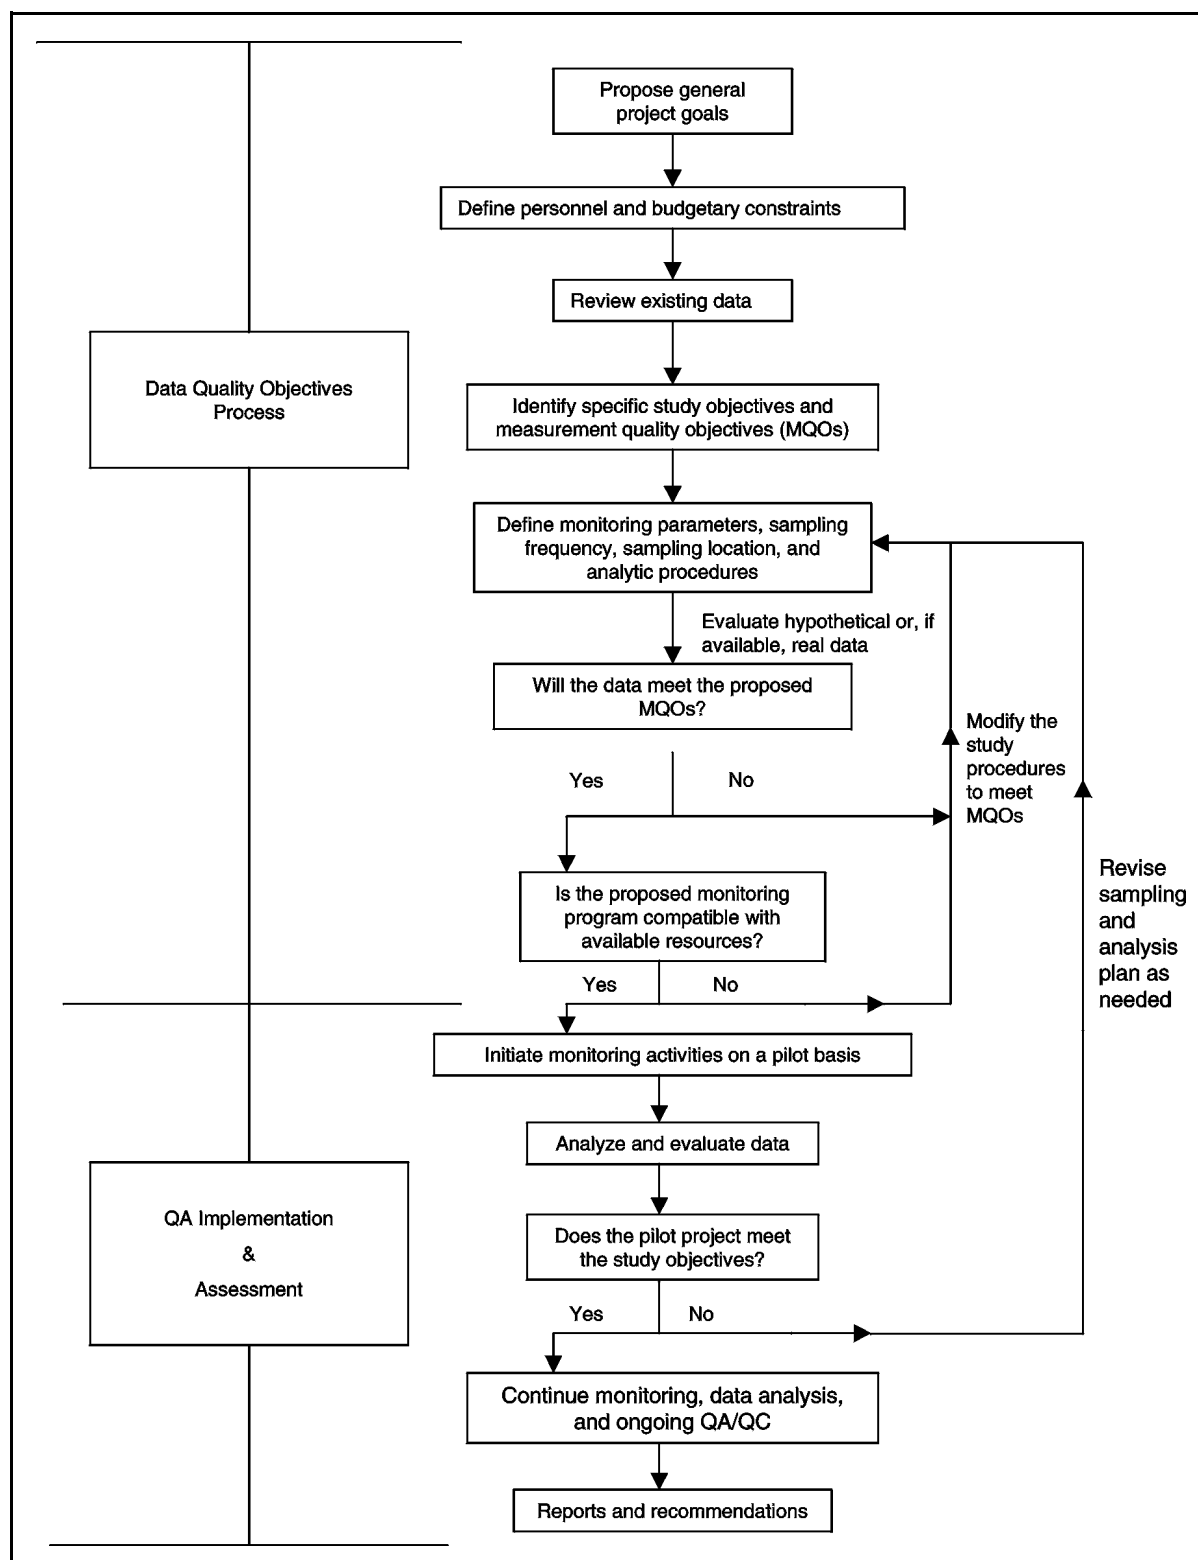 Propose general
project goals
Define personnel and budgetary constraints
Review existing data
Data Quality Objectives
Process
Identify specific study objectives and
measurement quality objectives (MQOs)
Define monitoring parameters, sampling
frequency, sampling location, and
analytic procedures
Evaluate hypothetical or, if
available, real data
Will the data meet the proposed
MQOs?
Modify the
study
procedures
to meet
MQOs
Yes
No
Is the proposed monitoring
program compatible with
available resources?
Revise
sampling
and
analysis
plan as
needed
Yes
No
Initiate monitoring activities on a pilot basis
Analyze and evaluate data
QA Implementation
&
Assessment
Does the pilot project meet
the study objectives?
Yes
No
Continue monitoring, data analysis,
and ongoing QA/QC
Reports and recommendations